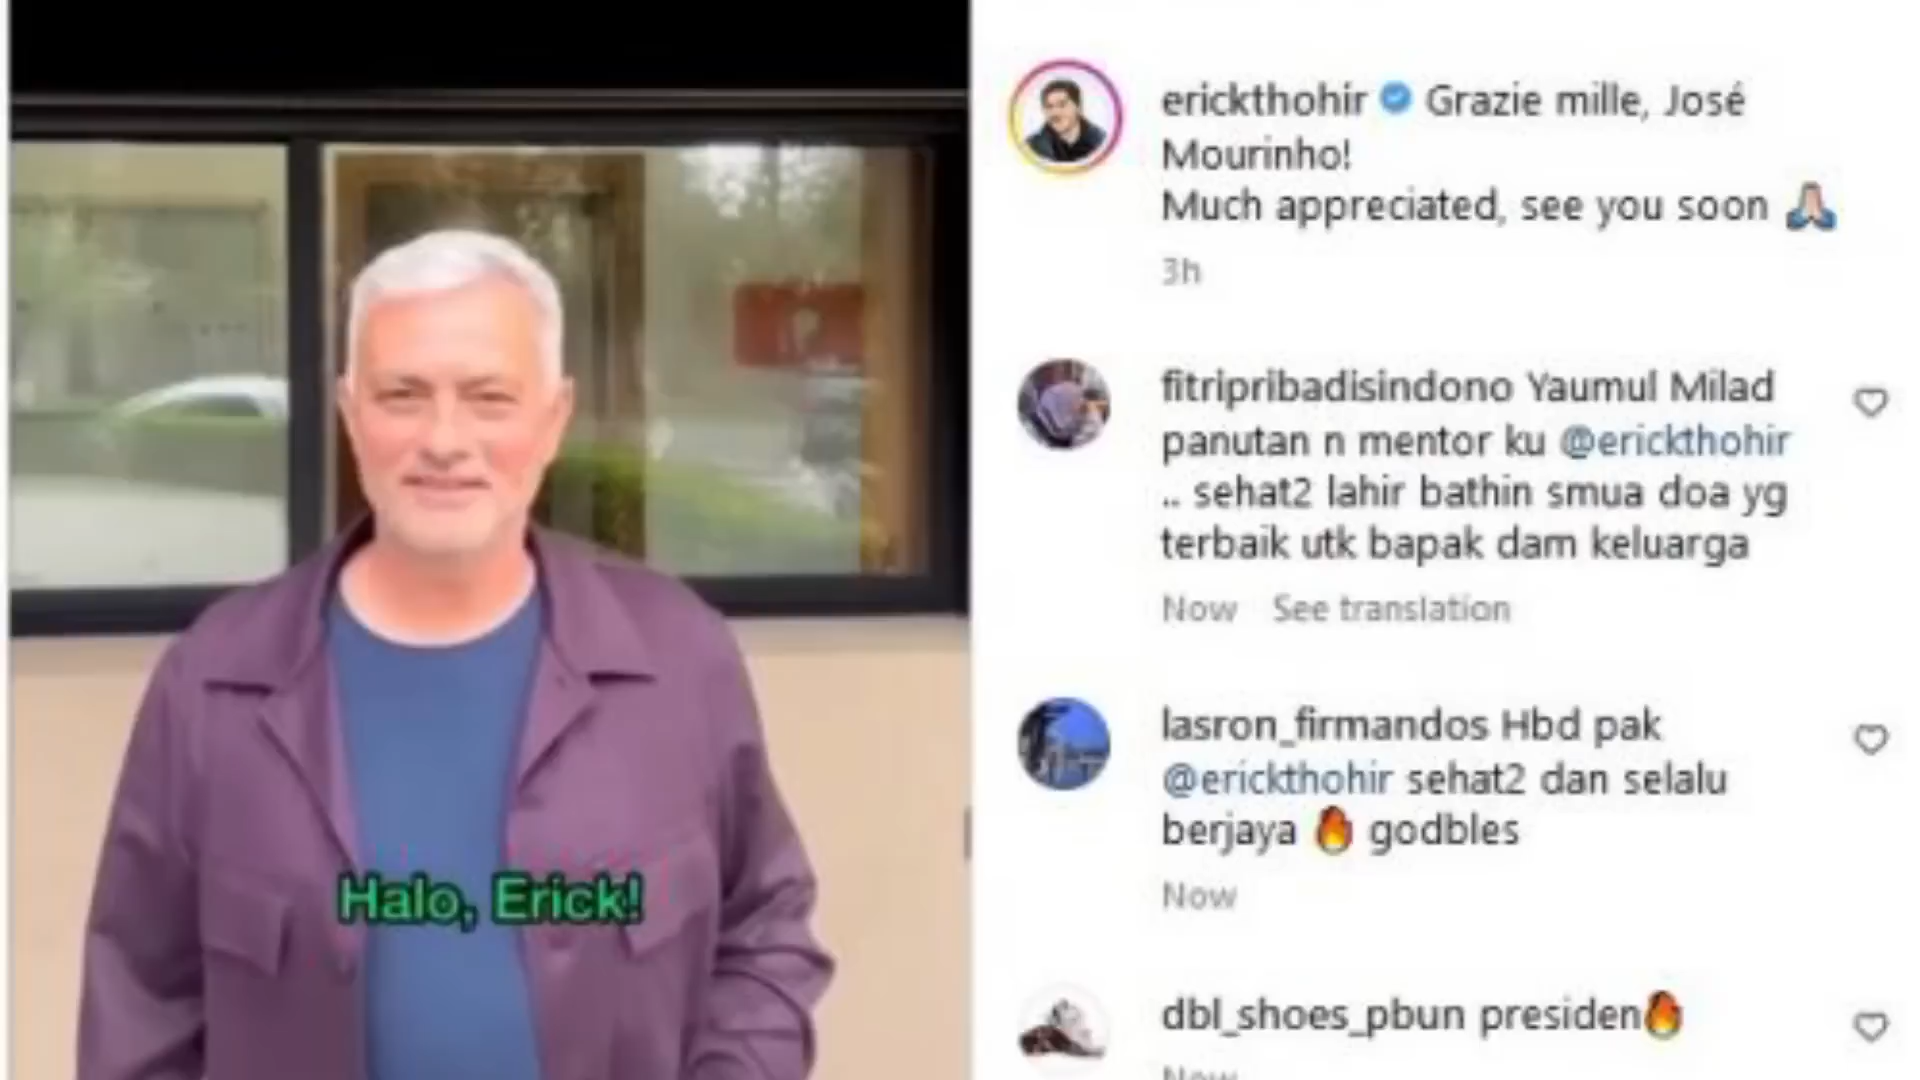 Halo, Erick!
erickthohir Grazie mille, José
Mourinho!
Much appreciated, see you soon 🙏🏻
3h
fitripribadisindono Yaumul Milad
panutan n mentor ku @erickthohir
.. sehat2 lahir bathin smua doa yg
terbaik utk bapak dam keluarga
Now See translation
lasron_firmandos Hbd pak
@erickthohir sehat2 dan selalu
berjaya 🔥 godbles
Now
dbl_shoes_pbun presiden🔥
Now